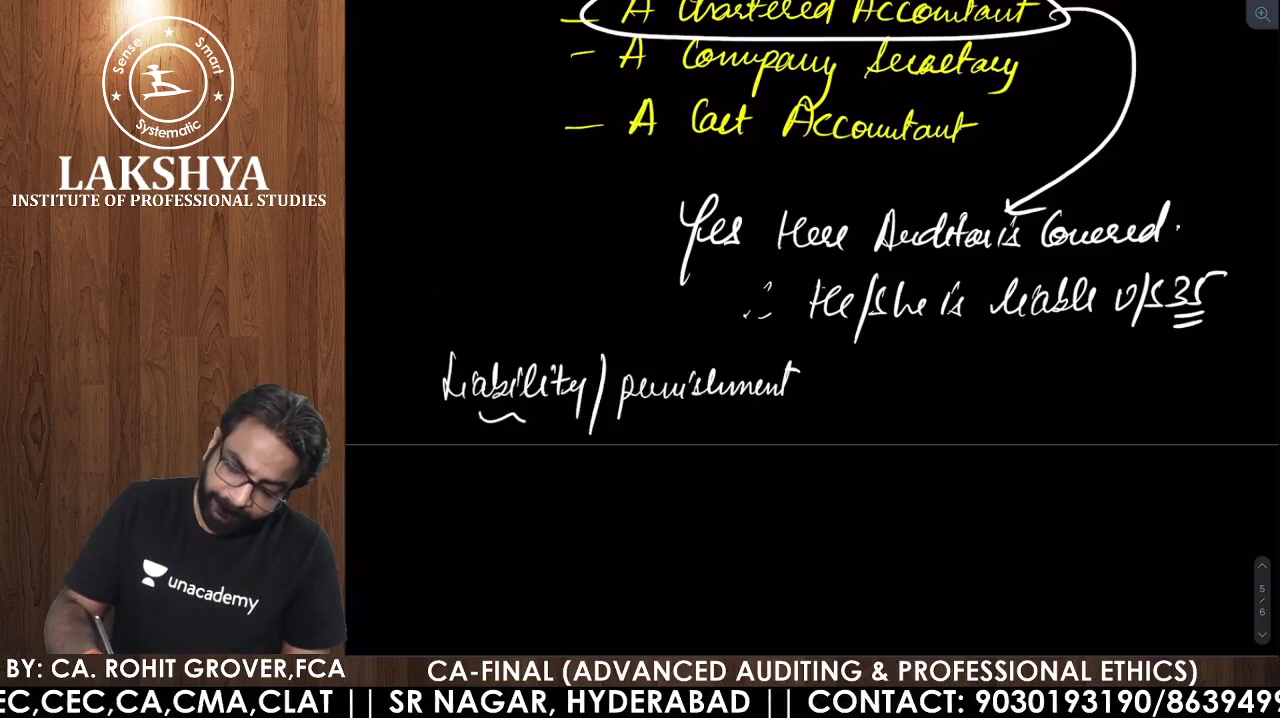 Sense
Smart
Systematic
LAKSHYA
INSTITUTE OF PROFESSIONAL STUDIES
– A Chartered Accountant
– A Company Secretary
– A Cost Accountant
Yes Here Auditor is Covered.
∴ He/she is liable U/S 35
Liability / punishment
unacademy
5
/
6
BY: CA. ROHIT GROVER,FCA
CA-FINAL (ADVANCED AUDITING & PROFESSIONAL ETHICS)
EC,CEC,CA,CMA,CLAT || SR NAGAR, HYDERABAD || CONTACT: 9030193190/8639499